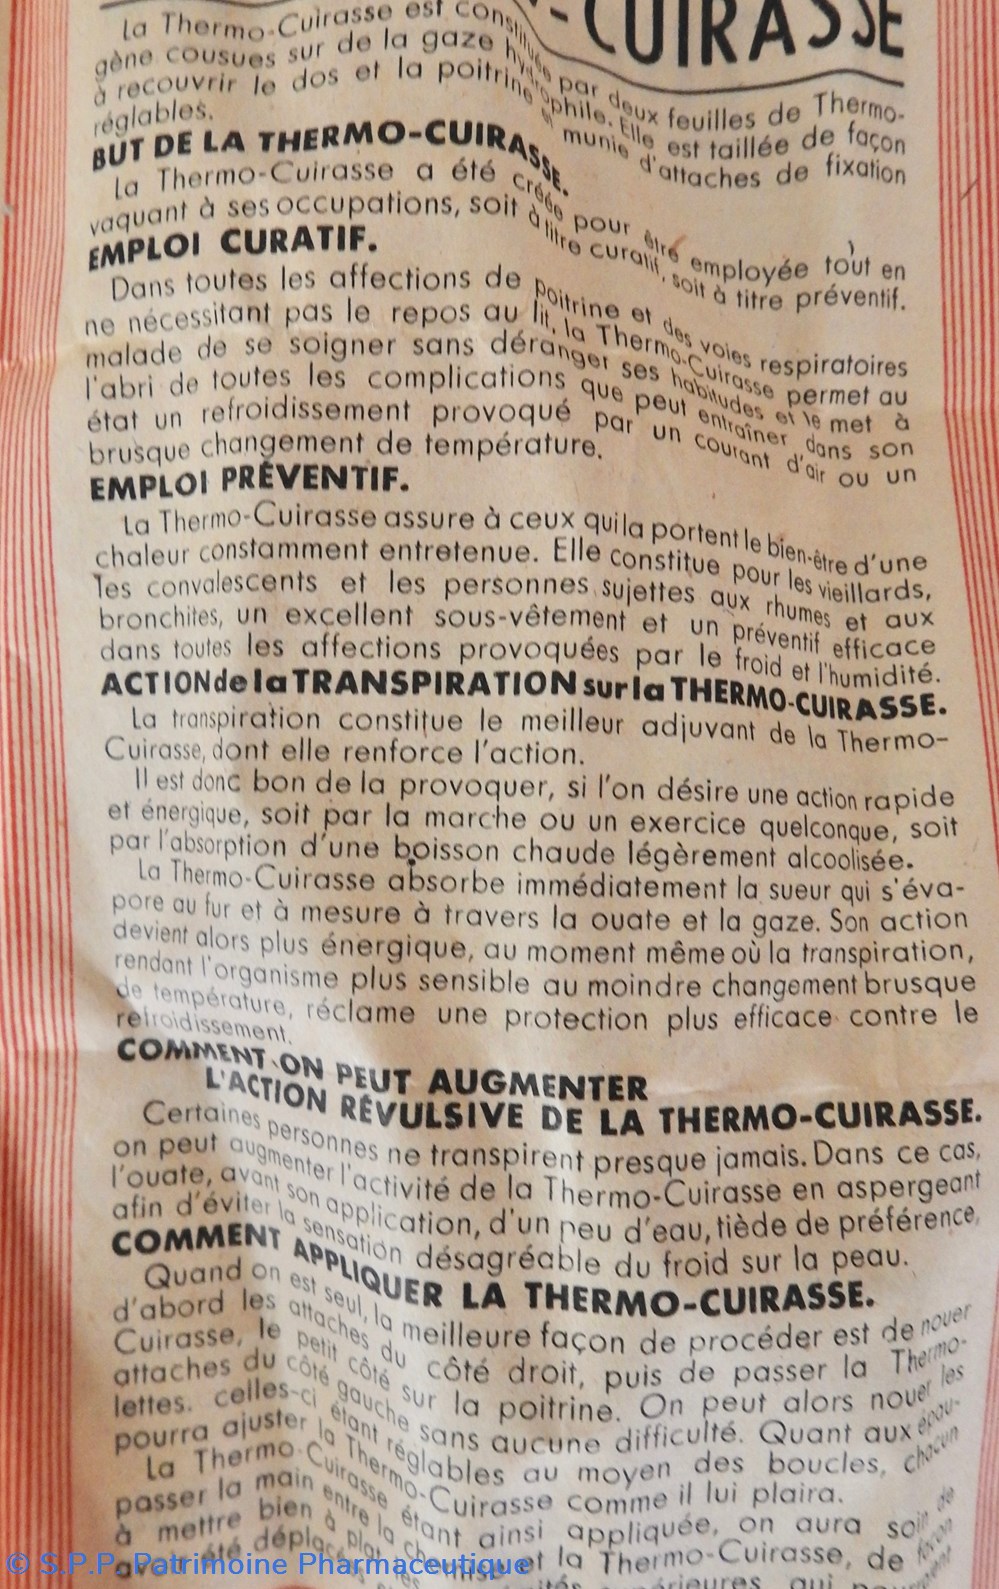 -CUIRASSE
La Thermo-Cuirasse est constituée par deux feuilles de Thermo-
gène cousues sur de la gaze hydrophile. Elle est taillée de façon
à recouvrir le dos et la poitrine et munie d'attaches de fixation
réglables.
BUT DE LA THERMO-CUIRASSE.
La Thermo-Cuirasse a été créée pour être employée tout en
vaquant à ses occupations, soit à titre curatif, soit à titre préventif.
EMPLOI CURATIF.
Dans toutes les affections de poitrine et des voies respiratoires
ne nécessitant pas le repos au lit, la Thermo-Cuirasse permet au
malade de se soigner sans déranger ses habitudes et le met à
l'abri de toutes les complications que peut entraîner dans son
état un refroidissement provoqué par un courant d'air ou un
brusque changement de température.
EMPLOI PRÉVENTIF.
La Thermo-Cuirasse assure à ceux qui la portent le bien-être d'une
chaleur constamment entretenue. Elle constitue pour les vieillards,
les convalescents et les personnes sujettes aux rhumes et aux
bronchites, un excellent sous-vêtement et un préventif efficace
dans toutes les affections provoquées par le froid et l'humidité.
ACTION de la TRANSPIRATION sur la THERMO-CUIRASSE.
La transpiration constitue le meilleur adjuvant de la Thermo-
Cuirasse, dont elle renforce l'action.
Il est donc bon de la provoquer, si l'on désire une action rapide
et énergique, soit par la marche ou un exercice quelconque, soit
par l'absorption d'une boisson chaude légèrement alcoolisée.
La Thermo-Cuirasse absorbe immédiatement la sueur qui s'éva-
pore au fur et à mesure à travers la ouate et la gaze. Son action
devient alors plus énergique, au moment même où la transpiration,
rendant l'organisme plus sensible au moindre changement brusque
de température, réclame une protection plus efficace contre le
refroidissement.
COMMENT ON PEUT AUGMENTER
L'ACTION RÉVULSIVE DE LA THERMO-CUIRASSE.
Certaines personnes ne transpirent presque jamais. Dans ce cas,
on peut augmenter l'activité de la Thermo-Cuirasse en aspergeant
l'ouate, avant son application, d'un peu d'eau, tiède de préférence,
afin d'éviter la sensation désagréable du froid sur la peau.
COMMENT APPLIQUER LA THERMO-CUIRASSE.
Quand on est seul, la meilleure façon de procéder est de nouer
d'abord les attaches du côté droit, puis de passer la Thermo-
Cuirasse, le petit côté sur la poitrine. On peut alors nouer les
attaches du côté gauche sans aucune difficulté. Quant aux épau-
lettes, celles-ci étant réglables au moyen des boucles, chacun
pourra ajuster la Thermo-Cuirasse comme il lui plaira.
La Thermo-Cuirasse étant ainsi appliquée, on aura soin de
passer la main entre la chemise et la Thermo-Cuirasse, de façon
à mettre bien à plat les
© S.P.P. Patrimoine Pharmaceutique